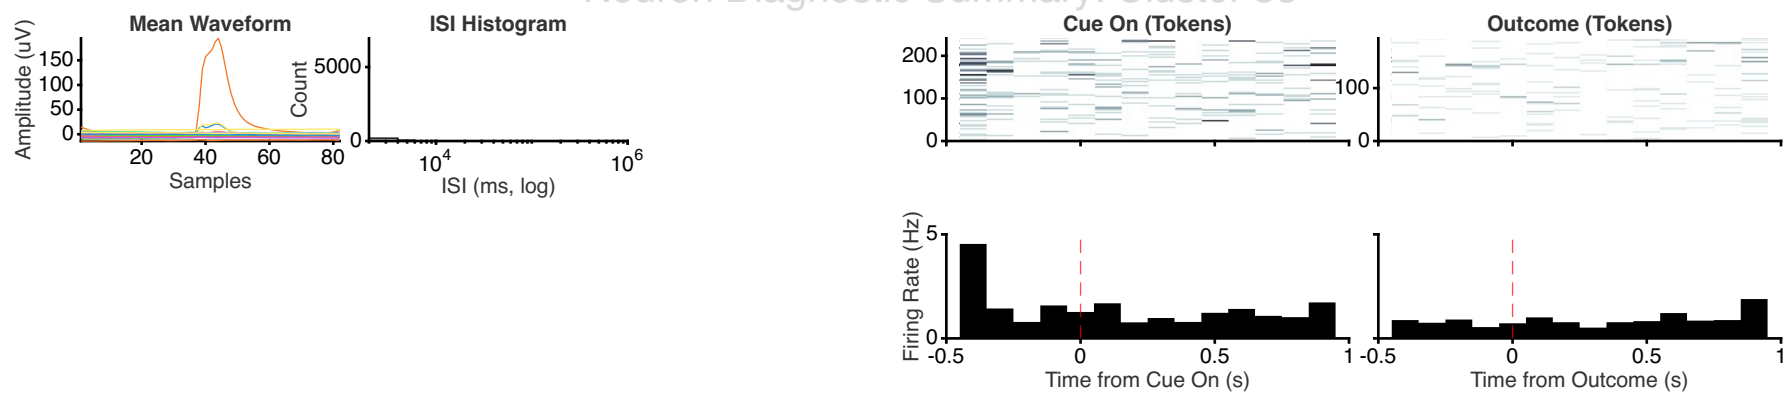 Mean Waveform
Amplitude (uV)
150
100
50
0
20 40 60 80
Samples
ISI Histogram
Count
5000
0
10^4 10^6
ISI (ms, log)
Cue On (Tokens)
200
100
0
Outcome (Tokens)
100
0
Firing Rate (Hz)
5
0
-0.5 0 0.5 1
Time from Cue On (s)
-0.5 0 0.5 1
Time from Outcome (s)